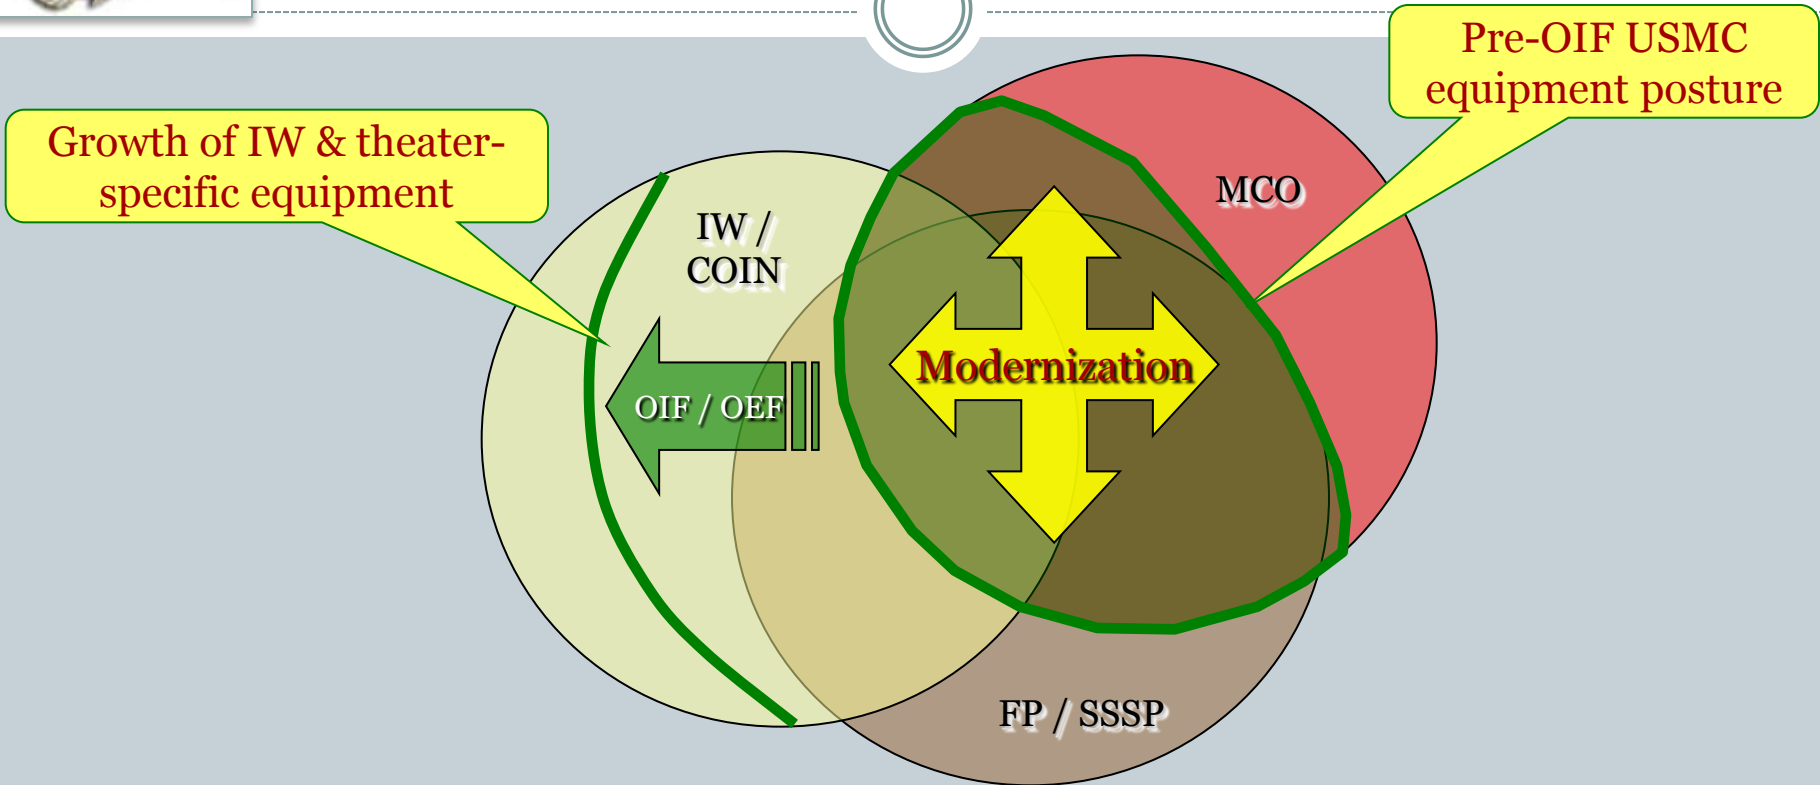 Pre-OIF USMC
equipment posture
Growth of IW & theater-
specific equipment
MCO
IW /
COIN
Modernization
OIF / OEF
FP / SSSP